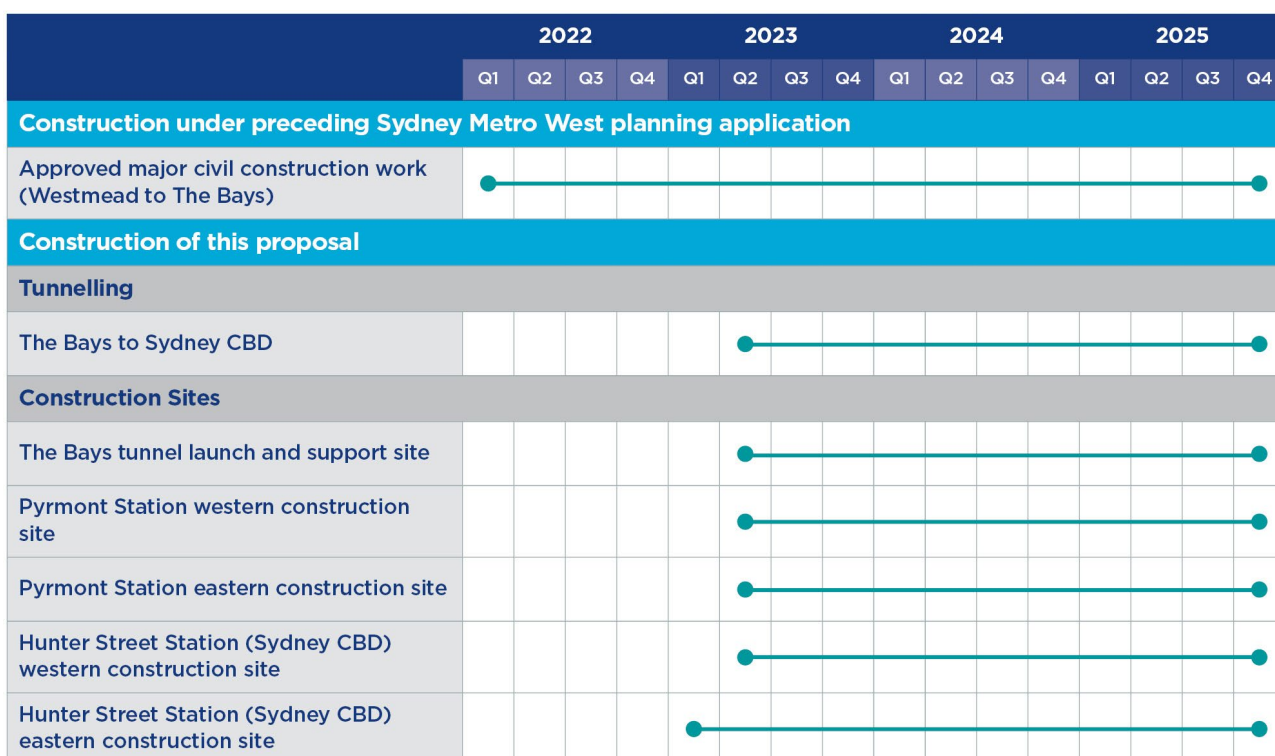 2022 2023 2024 2025
Q1 Q2 Q3 Q4 Q1 Q2 Q3 Q4 Q1 Q2 Q3 Q4 Q1 Q2 Q3 Q4
Construction under preceding Sydney Metro West planning application
Approved major civil construction work
(Westmead to The Bays)
Construction of this proposal
Tunnelling
The Bays to Sydney CBD
Construction Sites
The Bays tunnel launch and support site
Pyrmont Station western construction
site
Pyrmont Station eastern construction site
Hunter Street Station (Sydney CBD)
western construction site
Hunter Street Station (Sydney CBD)
eastern construction site